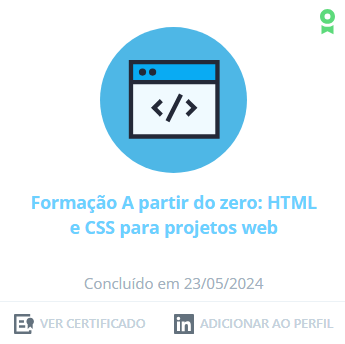 Formação A partir do zero: HTML
e CSS para projetos web
Concluído em 23/05/2024
VER CERTIFICADO
ADICIONAR AO PERFIL